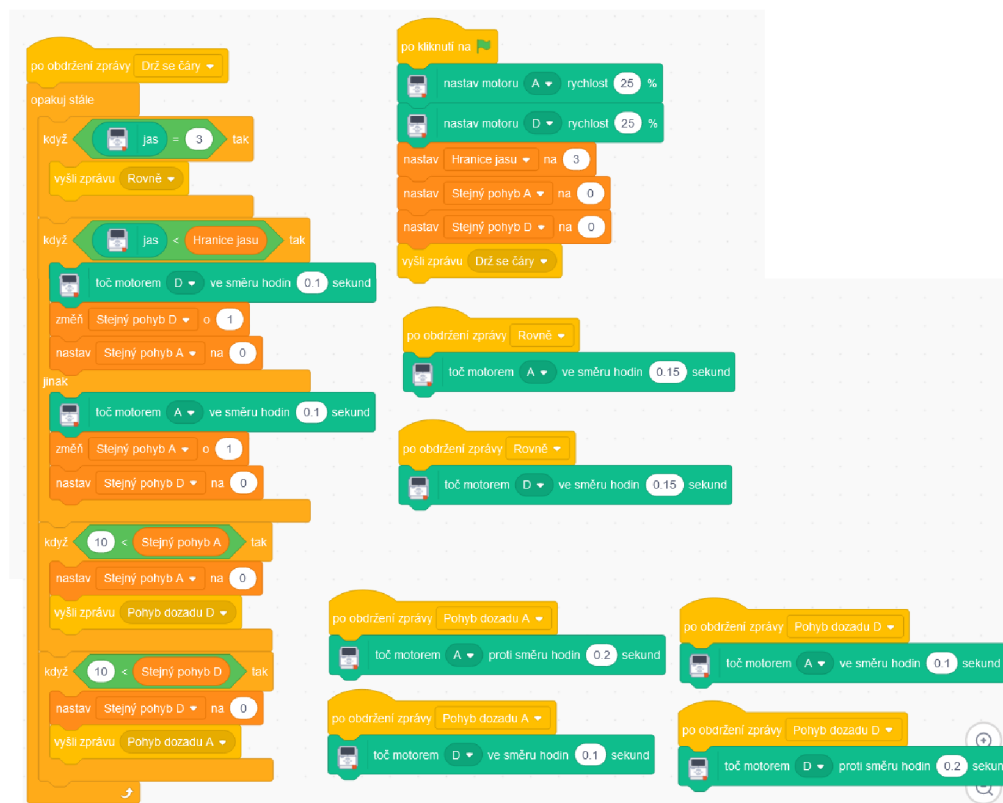 po obdržení zprávy Drž se čáry
opakuj stále
když jas = 3 tak
vyšli zprávu Rovně
když jas < Hranice jasu tak
toč motorem D ve směru hodin 0.1 sekund
změň Stejný pohyb D o 1
nastav Stejný pohyb A na 0
jinak
toč motorem A ve směru hodin 0.1 sekund
změň Stejný pohyb A o 1
nastav Stejný pohyb D na 0
když 10 < Stejný pohyb A tak
nastav Stejný pohyb A na 0
vyšli zprávu Pohyb dozadu D
když 10 < Stejný pohyb D tak
nastav Stejný pohyb D na 0
vyšli zprávu Pohyb dozadu A
po kliknutí na
nastav motoru A rychlost 25 %
nastav motoru D rychlost 25 %
nastav Hranice jasu na 3
nastav Stejný pohyb A na 0
nastav Stejný pohyb D na 0
vyšli zprávu Drž se čáry
po obdržení zprávy Rovně
toč motorem A ve směru hodin 0.15 sekund
po obdržení zprávy Rovně
toč motorem D ve směru hodin 0.15 sekund
po obdržení zprávy Pohyb dozadu A
toč motorem A proti směru hodin 0.2 sekund
po obdržení zprávy Pohyb dozadu A
toč motorem D ve směru hodin 0.1 sekund
po obdržení zprávy Pohyb dozadu D
toč motorem A ve směru hodin 0.1 sekund
po obdržení zprávy Pohyb dozadu D
toč motorem D proti směru hodin 0.2 sekun